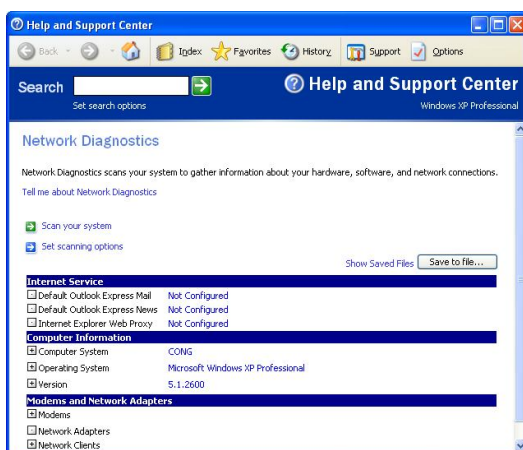 Help and Support Center
Back Index Favorites History Support Options
Search Help and Support Center
Set search options Windows XP Professional
Network Diagnostics
Network Diagnostics scans your system to gather information about your hardware, software, and network connections.
Tell me about Network Diagnostics
Scan your system
Set scanning options
Show Saved Files Save to file...
Internet Service
Default Outlook Express Mail Not Configured
Default Outlook Express News Not Configured
Internet Explorer Web Proxy Not Configured
Computer Information
Computer System CONG
Operating System Microsoft Windows XP Professional
Version 5.1.2600
Modems and Network Adapters
Modems
Network Adapters
Network Clients